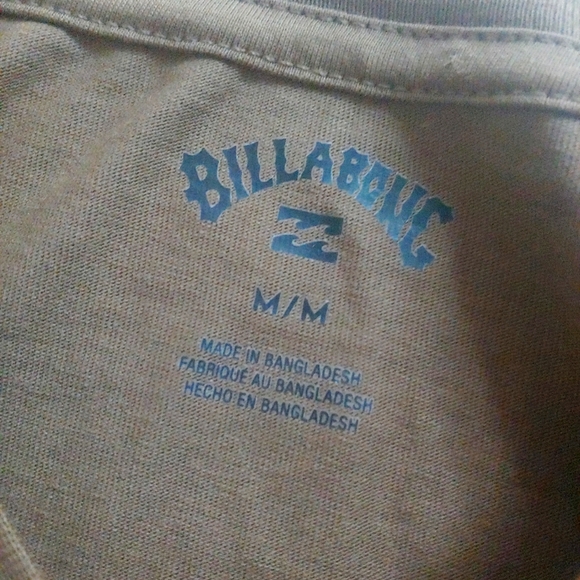 BILLABONG
M/M
MADE IN BANGLADESH
FABRIQUÉ AU BANGLADESH
HECHO EN BANGLADESH